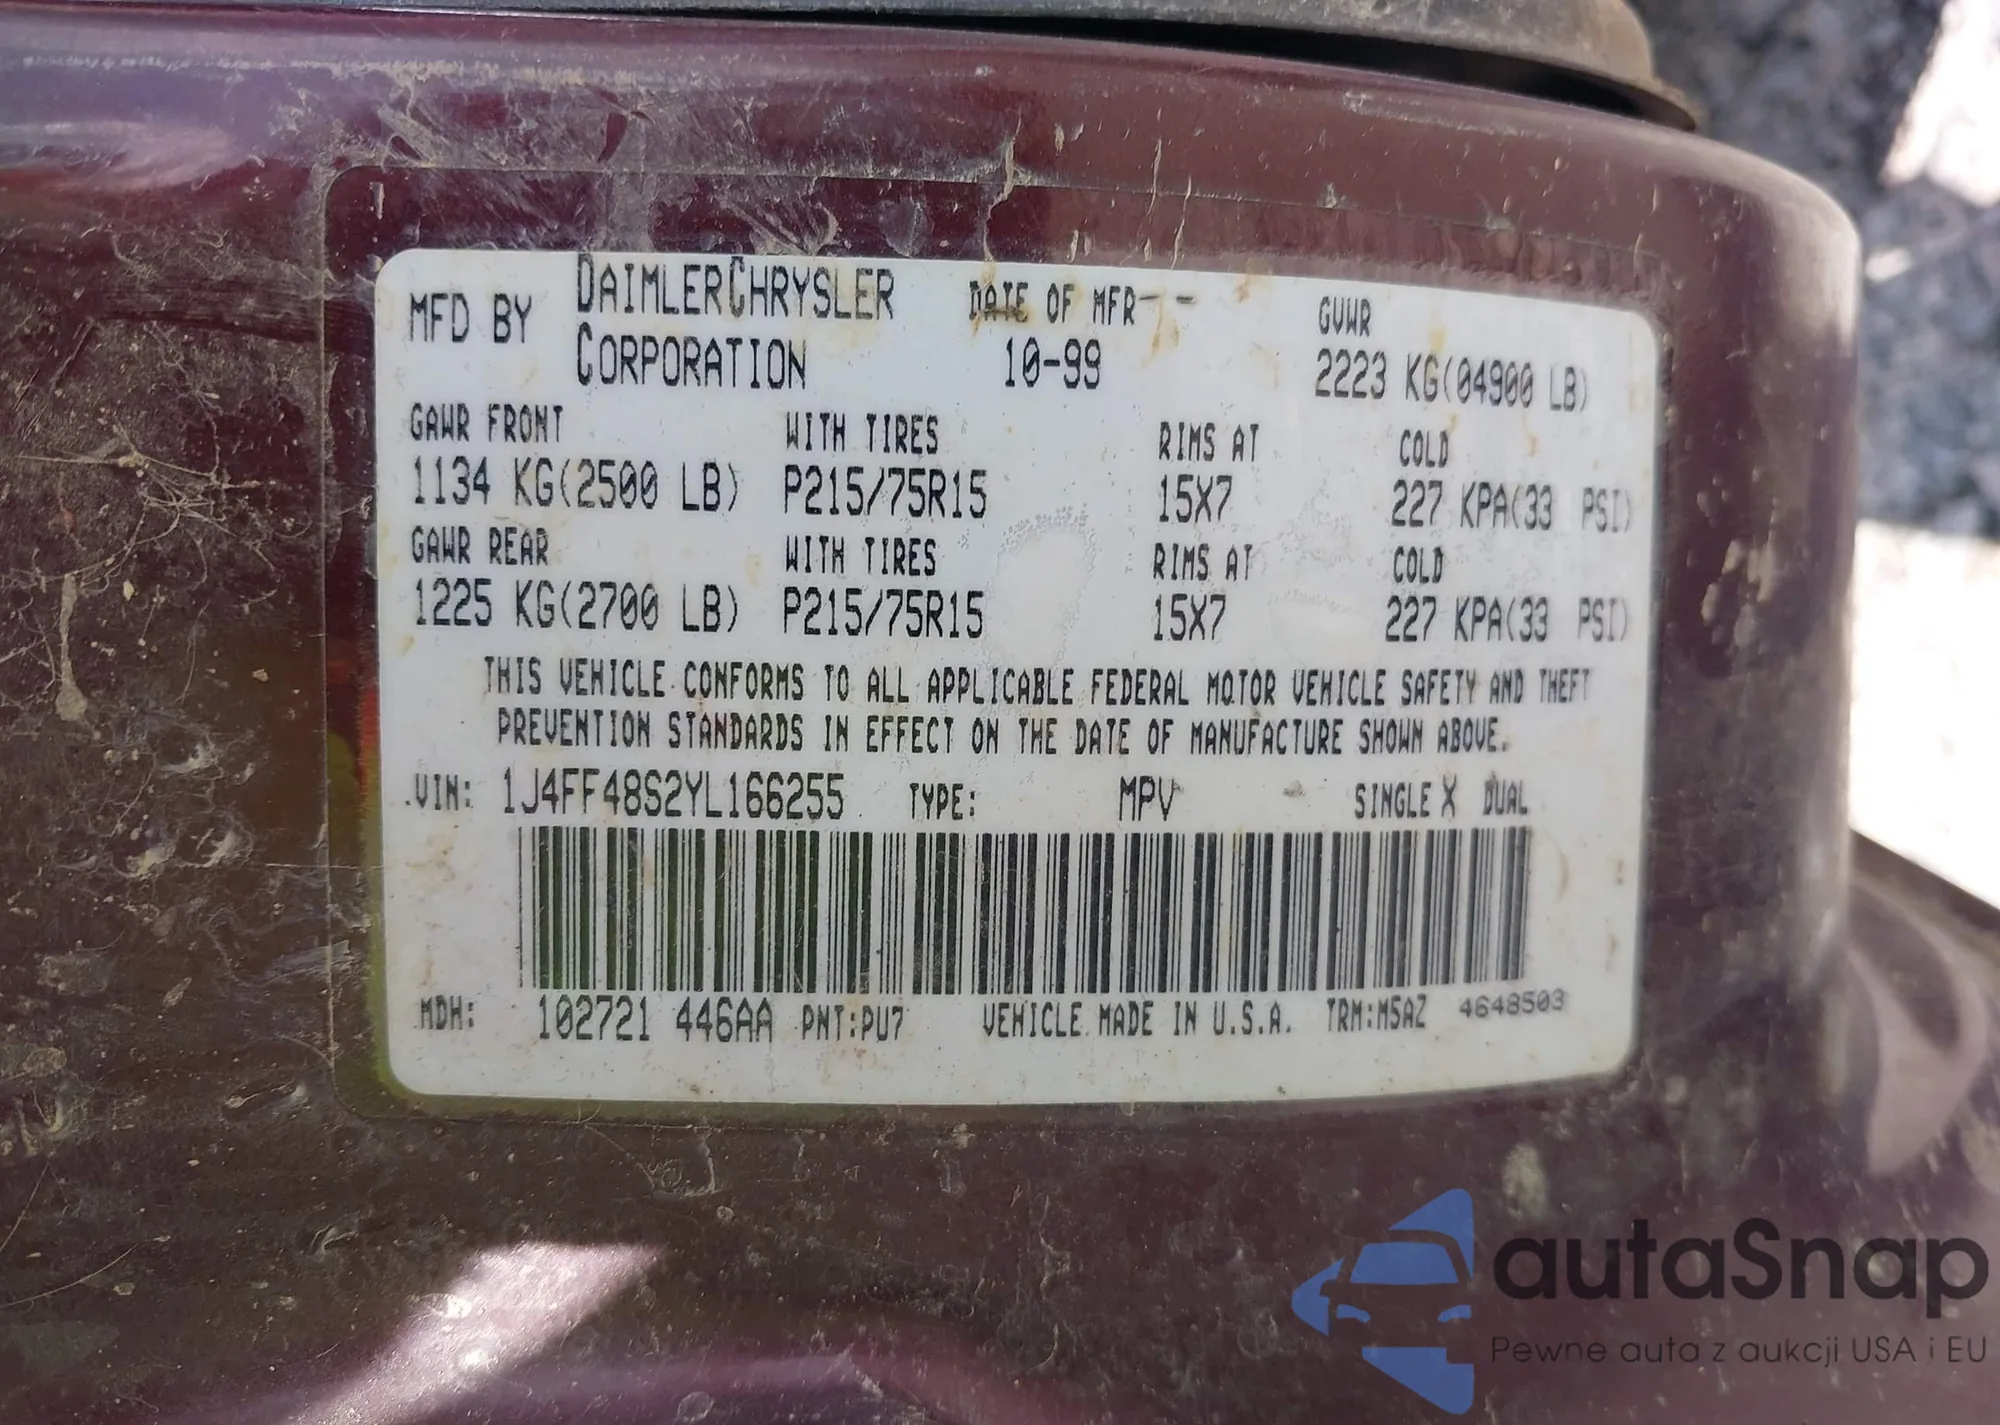 MFD BY DAIMLERCHRYSLER CORPORATION DATE OF MFR-- 10-99 GVWR 2223 KG(04900 LB)
GAWR FRONT WITH TIRES RIMS AT COLD
1134 KG(2500 LB) P215/75R15 15X7 227 KPA(33 PSI)
GAWR REAR WITH TIRES RIMS AT COLD
1225 KG(2700 LB) P215/75R15 15X7 227 KPA(33 PSI)
THIS VEHICLE CONFORMS TO ALL APPLICABLE FEDERAL MOTOR VEHICLE SAFETY AND THEFT
PREVENTION STANDARDS IN EFFECT ON THE DATE OF MANUFACTURE SHOWN ABOVE.
VIN: 1J4FF48S2YL166255 TYPE: MPV SINGLE X DUAL
MDH: 102721 446AA PNT:PU7 VEHICLE MADE IN U.S.A. TRM:M5AZ 4648503
autaSnap
Pewne auta z aukcji USA i EU